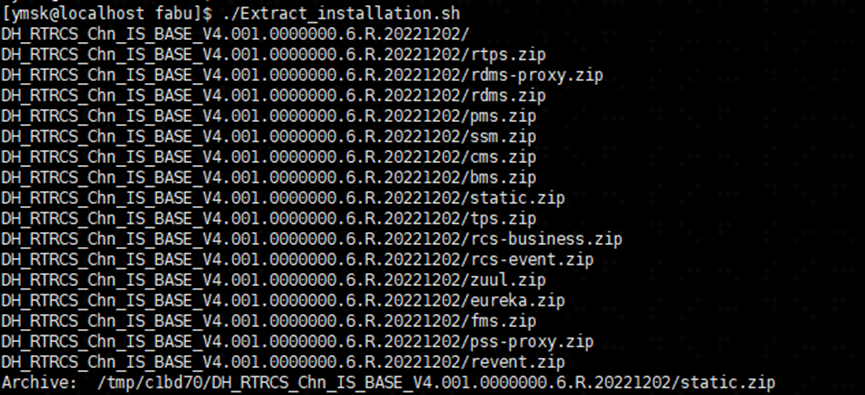 [ymsk@localhost fabu]$ ./Extract_installation.sh
DH_RTRCS_Chn_IS_BASE_V4.001.0000000.6.R.20221202/
DH_RTRCS_Chn_IS_BASE_V4.001.0000000.6.R.20221202/rtps.zip
DH_RTRCS_Chn_IS_BASE_V4.001.0000000.6.R.20221202/rdms-proxy.zip
DH_RTRCS_Chn_IS_BASE_V4.001.0000000.6.R.20221202/rdms.zip
DH_RTRCS_Chn_IS_BASE_V4.001.0000000.6.R.20221202/pms.zip
DH_RTRCS_Chn_IS_BASE_V4.001.0000000.6.R.20221202/ssm.zip
DH_RTRCS_Chn_IS_BASE_V4.001.0000000.6.R.20221202/cms.zip
DH_RTRCS_Chn_IS_BASE_V4.001.0000000.6.R.20221202/bms.zip
DH_RTRCS_Chn_IS_BASE_V4.001.0000000.6.R.20221202/static.zip
DH_RTRCS_Chn_IS_BASE_V4.001.0000000.6.R.20221202/tps.zip
DH_RTRCS_Chn_IS_BASE_V4.001.0000000.6.R.20221202/rcs-business.zip
DH_RTRCS_Chn_IS_BASE_V4.001.0000000.6.R.20221202/rcs-event.zip
DH_RTRCS_Chn_IS_BASE_V4.001.0000000.6.R.20221202/zuul.zip
DH_RTRCS_Chn_IS_BASE_V4.001.0000000.6.R.20221202/eureka.zip
DH_RTRCS_Chn_IS_BASE_V4.001.0000000.6.R.20221202/fms.zip
DH_RTRCS_Chn_IS_BASE_V4.001.0000000.6.R.20221202/pss-proxy.zip
DH_RTRCS_Chn_IS_BASE_V4.001.0000000.6.R.20221202/revent.zip
Archive:  /tmp/c1bd70/DH_RTRCS_Chn_IS_BASE_V4.001.0000000.6.R.20221202/static.zip